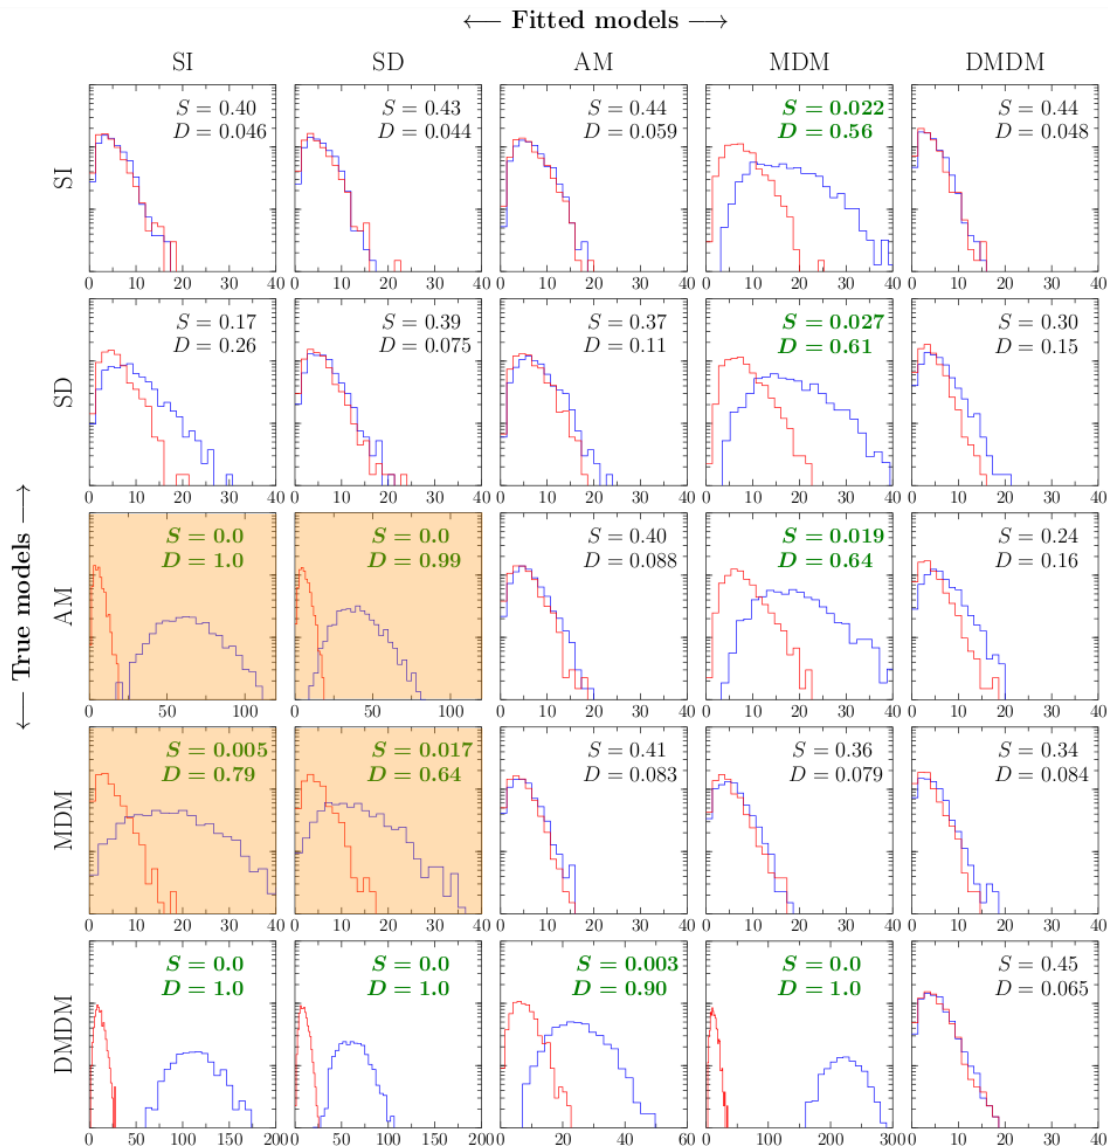 ← Fitted models →
SI SD AM MDM DMDM
← True models →
SI
S = 0.40
D = 0.046
S = 0.43
D = 0.044
S = 0.44
D = 0.059
S = 0.022
D = 0.56
S = 0.44
D = 0.048
0 10 20 30 40
0 10 20 30 40
0 10 20 30 40
0 10 20 30 40
0 10 20 30 40
SD
S = 0.17
D = 0.26
S = 0.39
D = 0.075
S = 0.37
D = 0.11
S = 0.027
D = 0.61
S = 0.30
D = 0.15
0 10 20 30 40
0 10 20 30 40
0 10 20 30 40
0 10 20 30 40
0 10 20 30 40
AM
S = 0.0
D = 1.0
S = 0.0
D = 0.99
S = 0.40
D = 0.088
S = 0.019
D = 0.64
S = 0.24
D = 0.16
0 50 100
0 50 100
0 10 20 30 40
0 10 20 30 40
0 10 20 30 40
MDM
S = 0.005
D = 0.79
S = 0.017
D = 0.64
S = 0.41
D = 0.083
S = 0.36
D = 0.079
S = 0.34
D = 0.084
0 10 20 30 40
0 10 20 30 40
0 10 20 30 40
0 10 20 30 40
0 10 20 30 40
DMDM
S = 0.0
D = 1.0
S = 0.0
D = 1.0
S = 0.003
D = 0.90
S = 0.0
D = 1.0
S = 0.45
D = 0.065
0 50 100 150 200
0 50 100 150 200
0 20 40 60
0 100 200 300
0 10 20 30 40